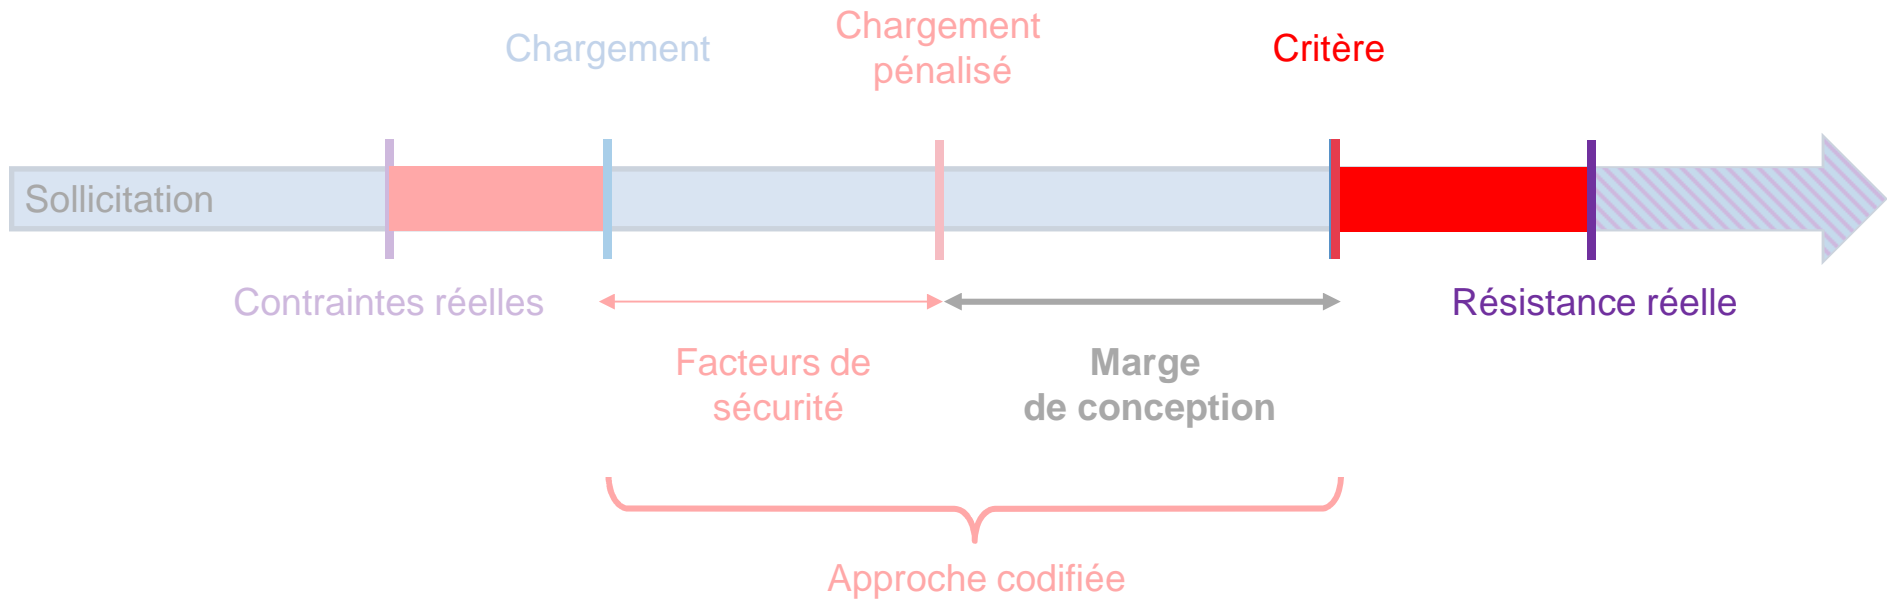 Chargement
Chargement
pénalisé
Critère
Sollicitation
Contraintes réelles
Résistance réelle
Facteurs de
sécurité
Marge
de conception
Approche codifiée